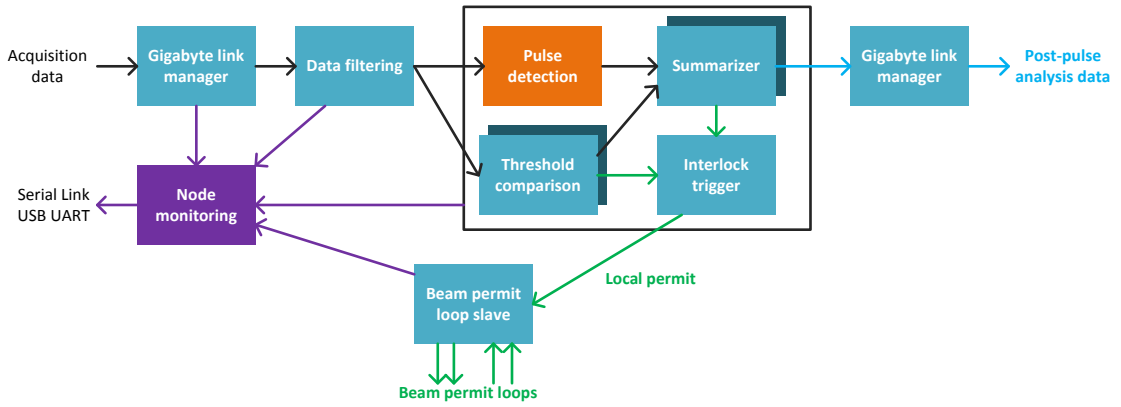 Acquisition
data
Gigabyte link
manager
Data filtering
Pulse
detection
Summarizer
Gigabyte link
manager
Post-pulse
analysis data
Threshold
comparison
Interlock
trigger
Serial Link
USB UART
Node
monitoring
Local permit
Beam permit
loop slave
Beam permit loops